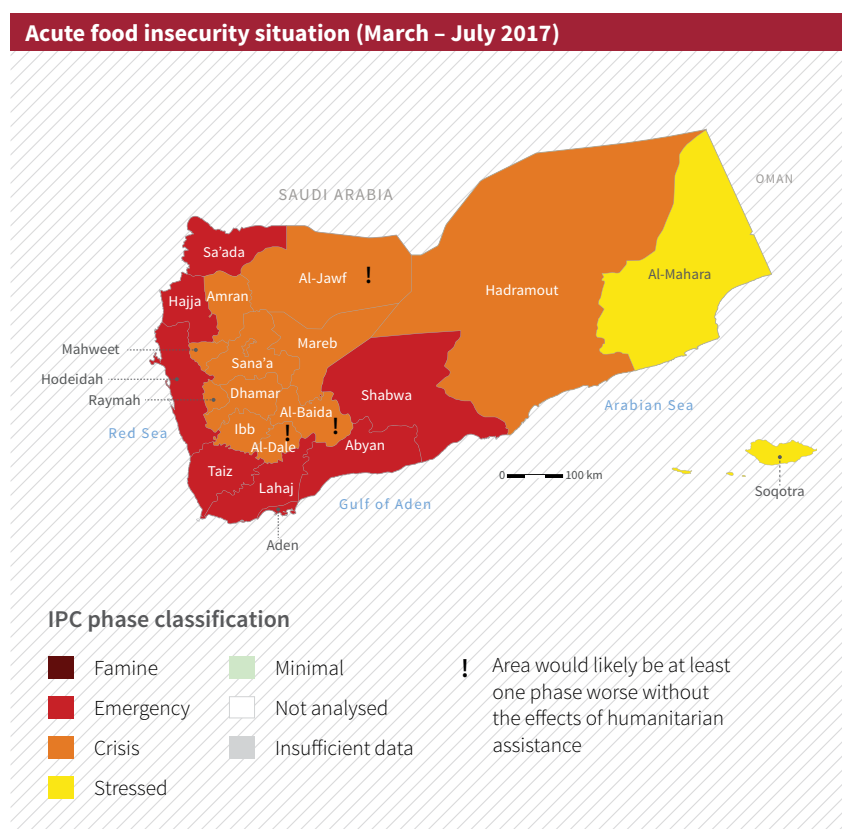 Acute food insecurity situation (March – July 2017)
SAUDI ARABIA
OMAN
Sa'ada
Al-Jawf
!
Al-Mahara
Hajja
Amran
Hadramout
Mahweet
Mareb
Sana'a
Hodeidah
Raymah
Dhamar
Shabwa
Al-Baida
Arabian Sea
Red Sea
Ibb
!
!
Al-Dale
Abyan
Taiz
Lahaj
0
100 km
Soqotra
Gulf of Aden
Aden
IPC phase classification
Famine
Emergency
Crisis
Stressed
Minimal
Not analysed
Insufficient data
!
Area would likely be at least
one phase worse without
the effects of humanitarian
assistance